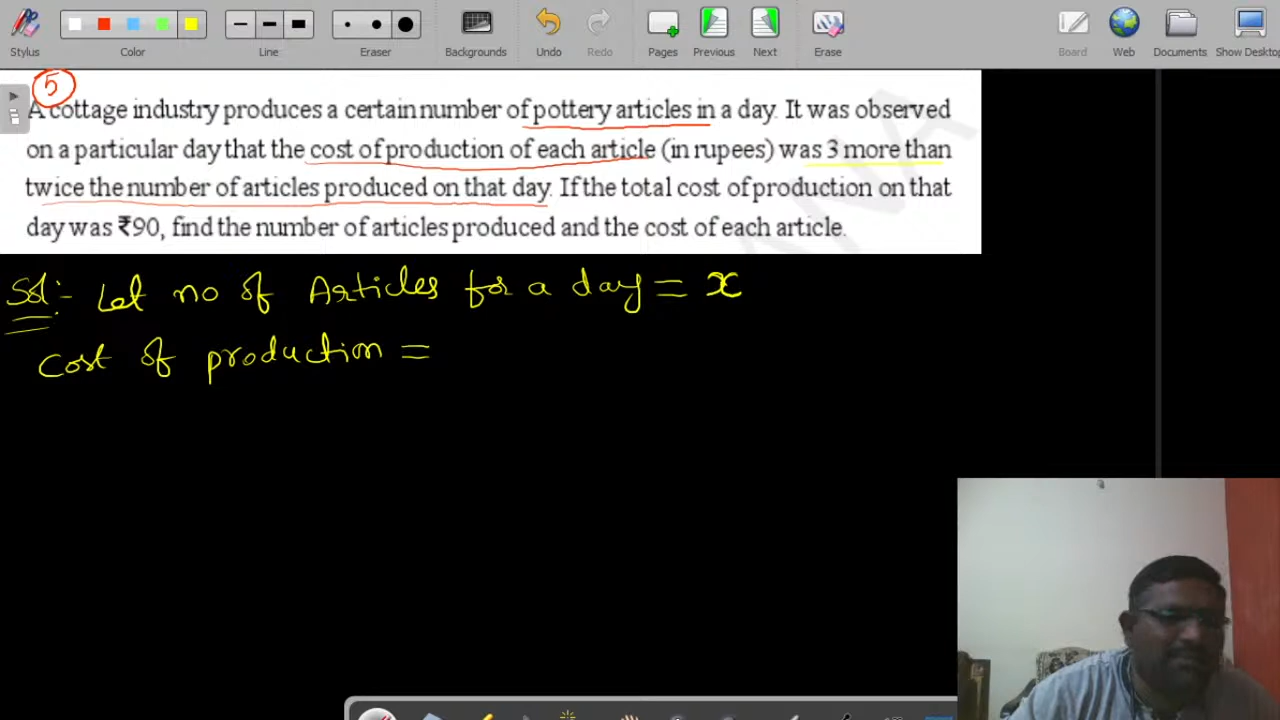 Stylus
Color
Line
Eraser
Backgrounds
Undo
Redo
Pages
Previous
Next
Erase
Board
Web
Documents
Show Desktop
5
A cottage industry produces a certain number of pottery articles in a day. It was observed
on a particular day that the cost of production of each article (in rupees) was 3 more than
twice the number of articles produced on that day. If the total cost of production on that
day was ₹90, find the number of articles produced and the cost of each article.
Sol:- Let no of Articles for a day = x
Cost of production =